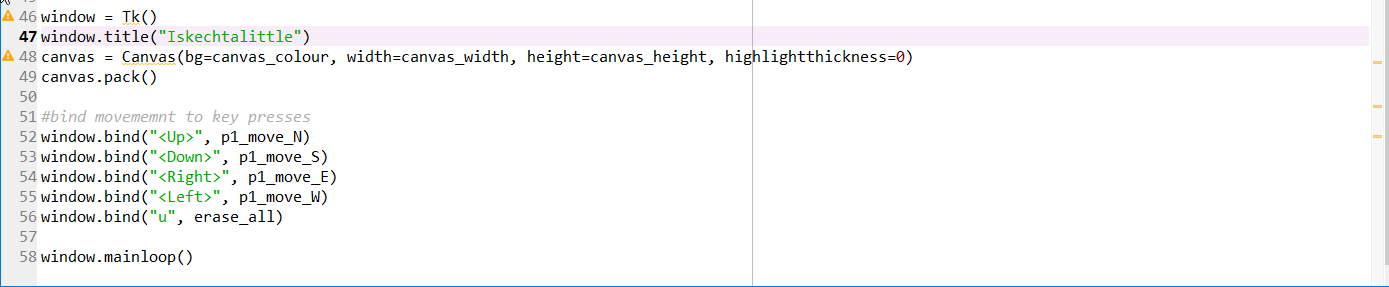 46 window = Tk()
47 window.title("Iskechtalittle")
48 canvas = Canvas(bg=canvas_colour, width=canvas_width, height=canvas_height, highlightthickness=0)
49 canvas.pack()
50
51 #bind movememnt to key presses
52 window.bind("<Up>", p1_move_N)
53 window.bind("<Down>", p1_move_S)
54 window.bind("<Right>", p1_move_E)
55 window.bind("<Left>", p1_move_W)
56 window.bind("u", erase_all)
57
58 window.mainloop()